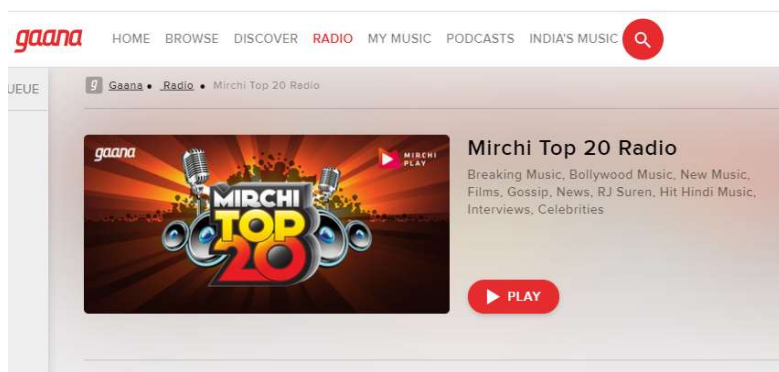 gaana HOME BROWSE DISCOVER RADIO MY MUSIC PODCASTS INDIA'S MUSIC
g Gaana • Radio • Mirchi Top 20 Radio
gaana
MIRCHI
PLAY
MIRCHI
TOP
20
Mirchi Top 20 Radio
Breaking Music, Bollywood Music, New Music,
Films, Gossip, News, RJ Suren, Hit Hindi Music,
Interviews, Celebrities
PLAY